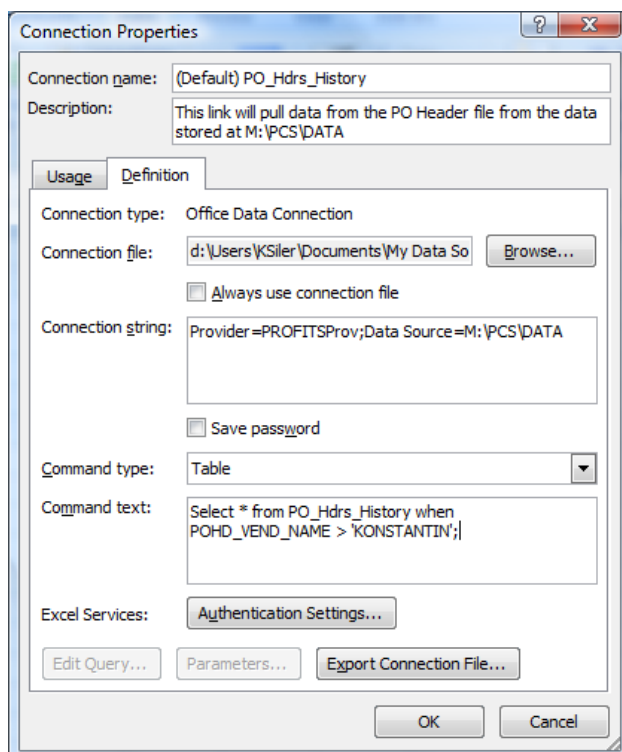 Connection Properties
Connection name: (Default) PO_Hdrs_History
Description: This link will pull data from the PO Header file from the data
stored at M:\PCS\DATA
Usage Definition
Connection type: Office Data Connection
Connection file: d:\Users\KSiler\Documents\My Data So Browse...
Always use connection file
Connection string: Provider=PROFITSProv;Data Source=M:\PCS\DATA
Save password
Command type: Table
Command text: Select * from PO_Hdrs_History when
POHD_VEND_NAME > 'KONSTANTIN';
Excel Services: Authentication Settings...
Edit Query... Parameters... Export Connection File...
OK Cancel